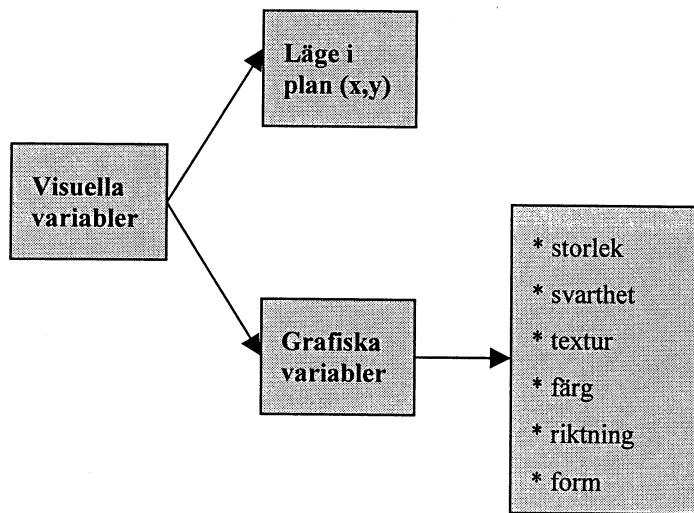 Läge i
plan (x,y)
Visuella
variabler
Grafiska
variabler
* storlek
* svarthet
* textur
* färg
* riktning
* form